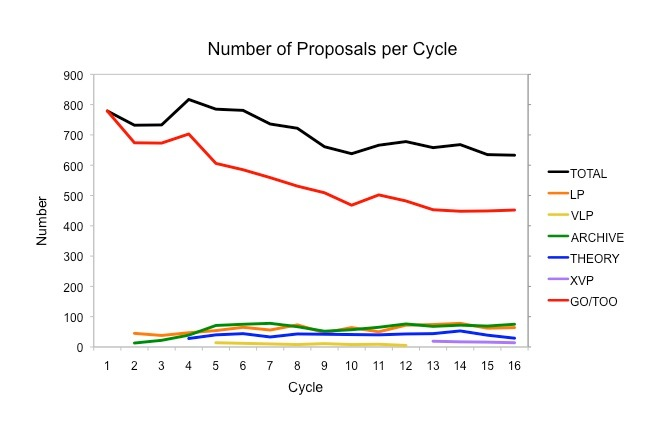 Number of Proposals per Cycle
900
800
700
600
500
400
300
200
100
0
Number
1 2 3 4 5 6 7 8 9 10 11 12 13 14 15 16
Cycle
TOTAL
LP
VLP
ARCHIVE
THEORY
XVP
GO/TOO